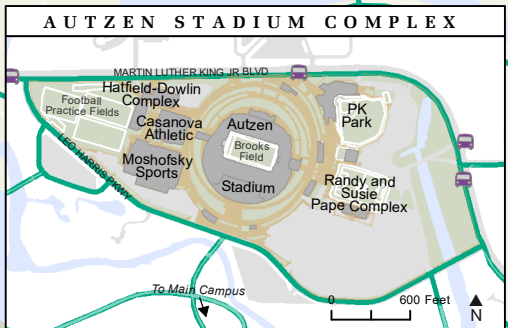 AUTZEN STADIUM COMPLEX
MARTIN LUTHER KING JR BLVD
Hatfield-Dowlin
Complex
Football
Practice Fields
Casanova
Athletic
Autzen
Brooks
Field
Stadium
PK
Park
LEO HARRIS PKWY
Moshofsky
Sports
Randy and
Susie
Pape Complex
To Main Campus
0 600 Feet
N